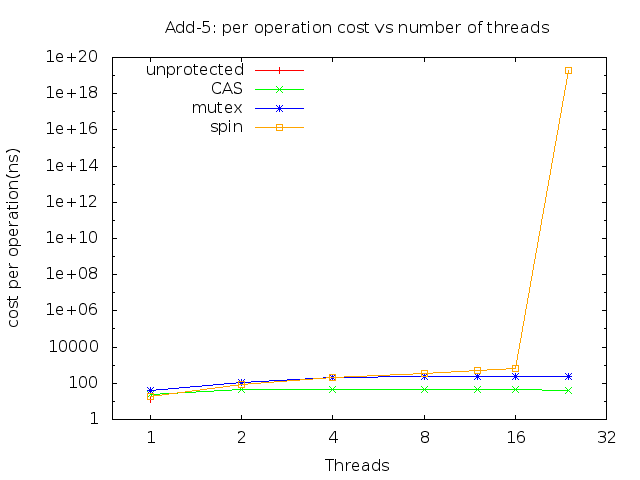 Add-5: per operation cost vs number of threads
1e+20
1e+18
1e+16
1e+14
1e+12
1e+10
1e+08
1e+06
10000
100
1
cost per operation(ns)
unprotected
CAS
mutex
spin
1 2 4 8 16 32
Threads